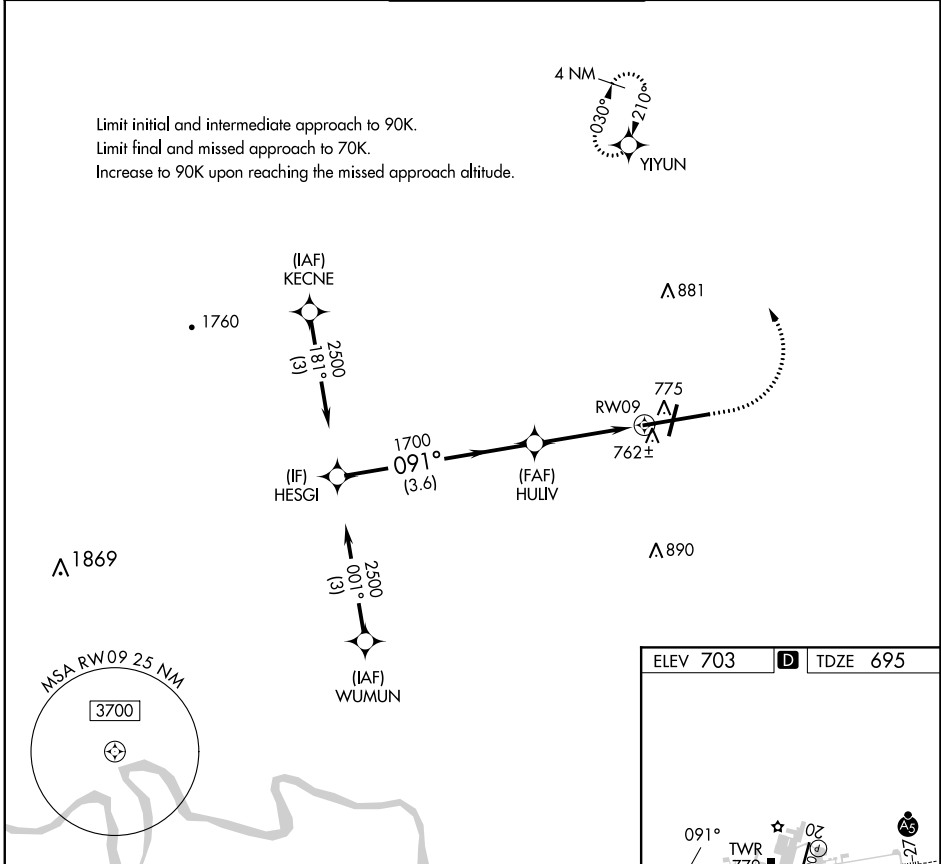 4 NM
030°
210°
YIYUN
Limit initial and intermediate approach to 90K.
Limit final and missed approach to 70K.
Increase to 90K upon reaching the missed approach altitude.
(IAF)
KECNE
1760
2500
181°
(3)
881
775
RW09
762±
1700
091°
(3.6)
(IF)
HESGI
(FAF)
HULIV
890
1869
2500
001°
(3)
(IAF)
WUMUN
MSA RW09 25 NM
3700
ELEV 703 D TDZE 695
091°
TWR
20
A5
27